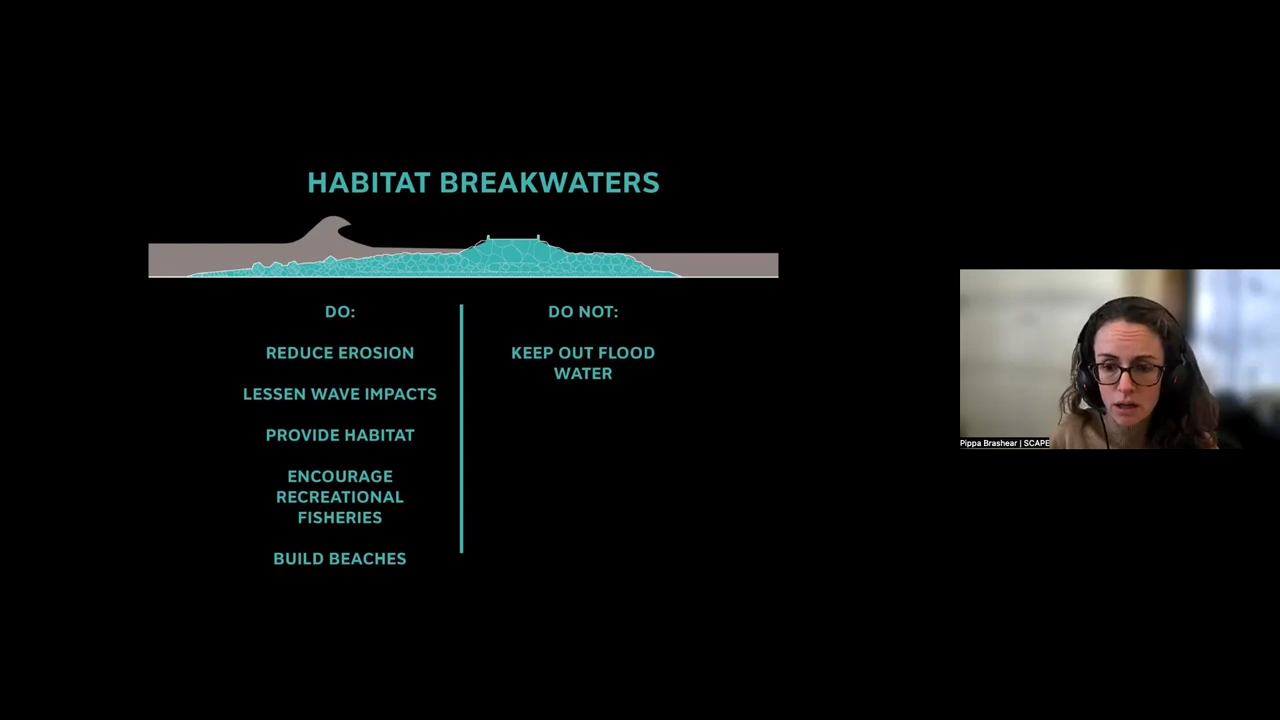 HABITAT BREAKWATERS
DO:
REDUCE EROSION
LESSEN WAVE IMPACTS
PROVIDE HABITAT
ENCOURAGE
RECREATIONAL
FISHERIES
BUILD BEACHES
DO NOT:
KEEP OUT FLOOD
WATER
Pippa Brashear | SCAPE